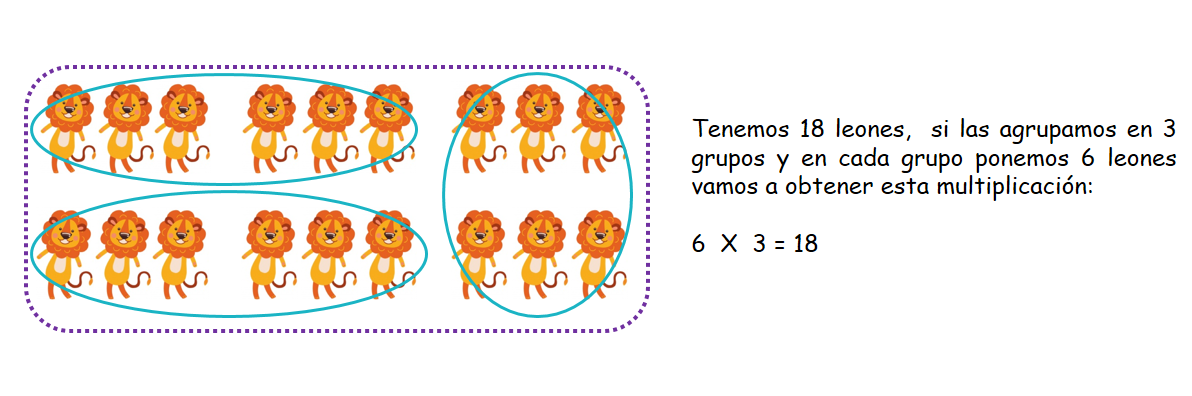 Tenemos 18 leones, si las agrupamos en 3
grupos y en cada grupo ponemos 6 leones
vamos a obtener esta multiplicación:
6 X 3 = 18